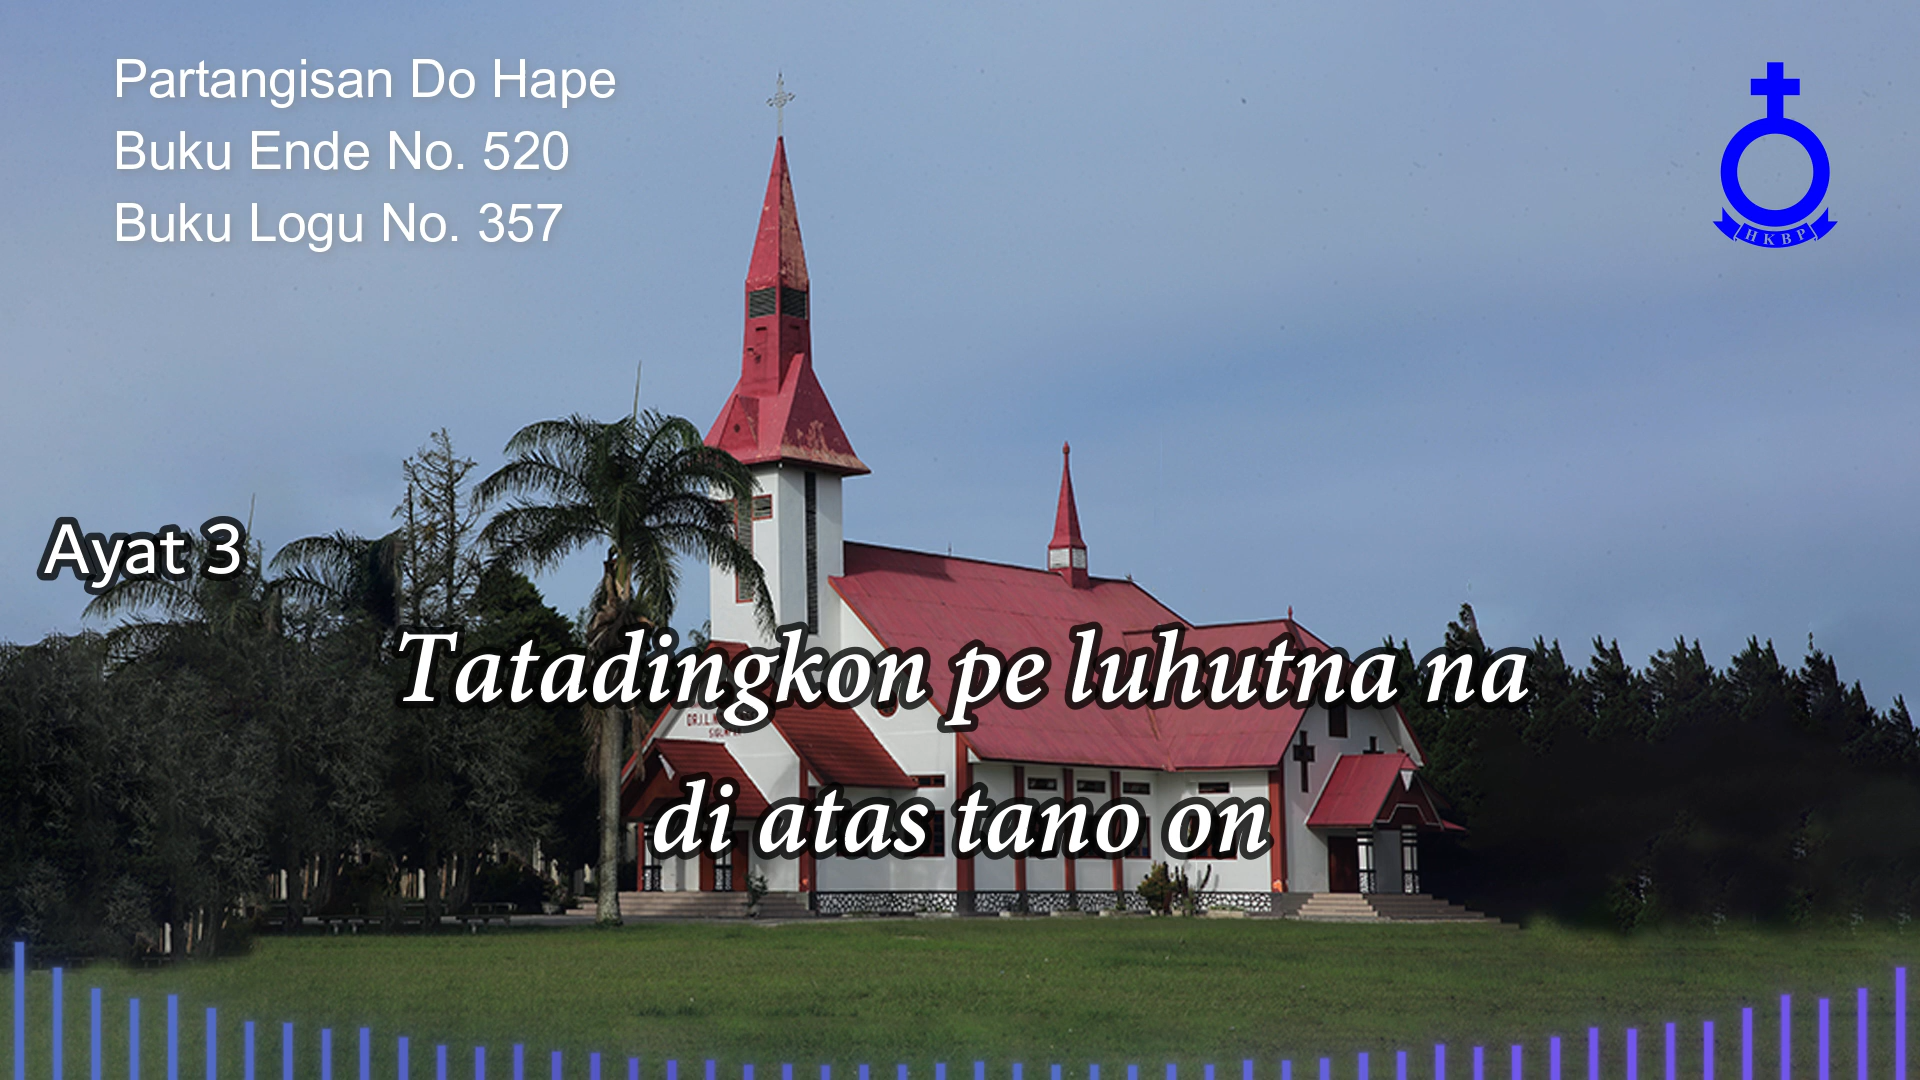 Partangisan Do Hape
Buku Ende No. 520
Buku Logu No. 357
HKBP
Ayat 3
Tatadingkon pe luhutna na
di atas tano on